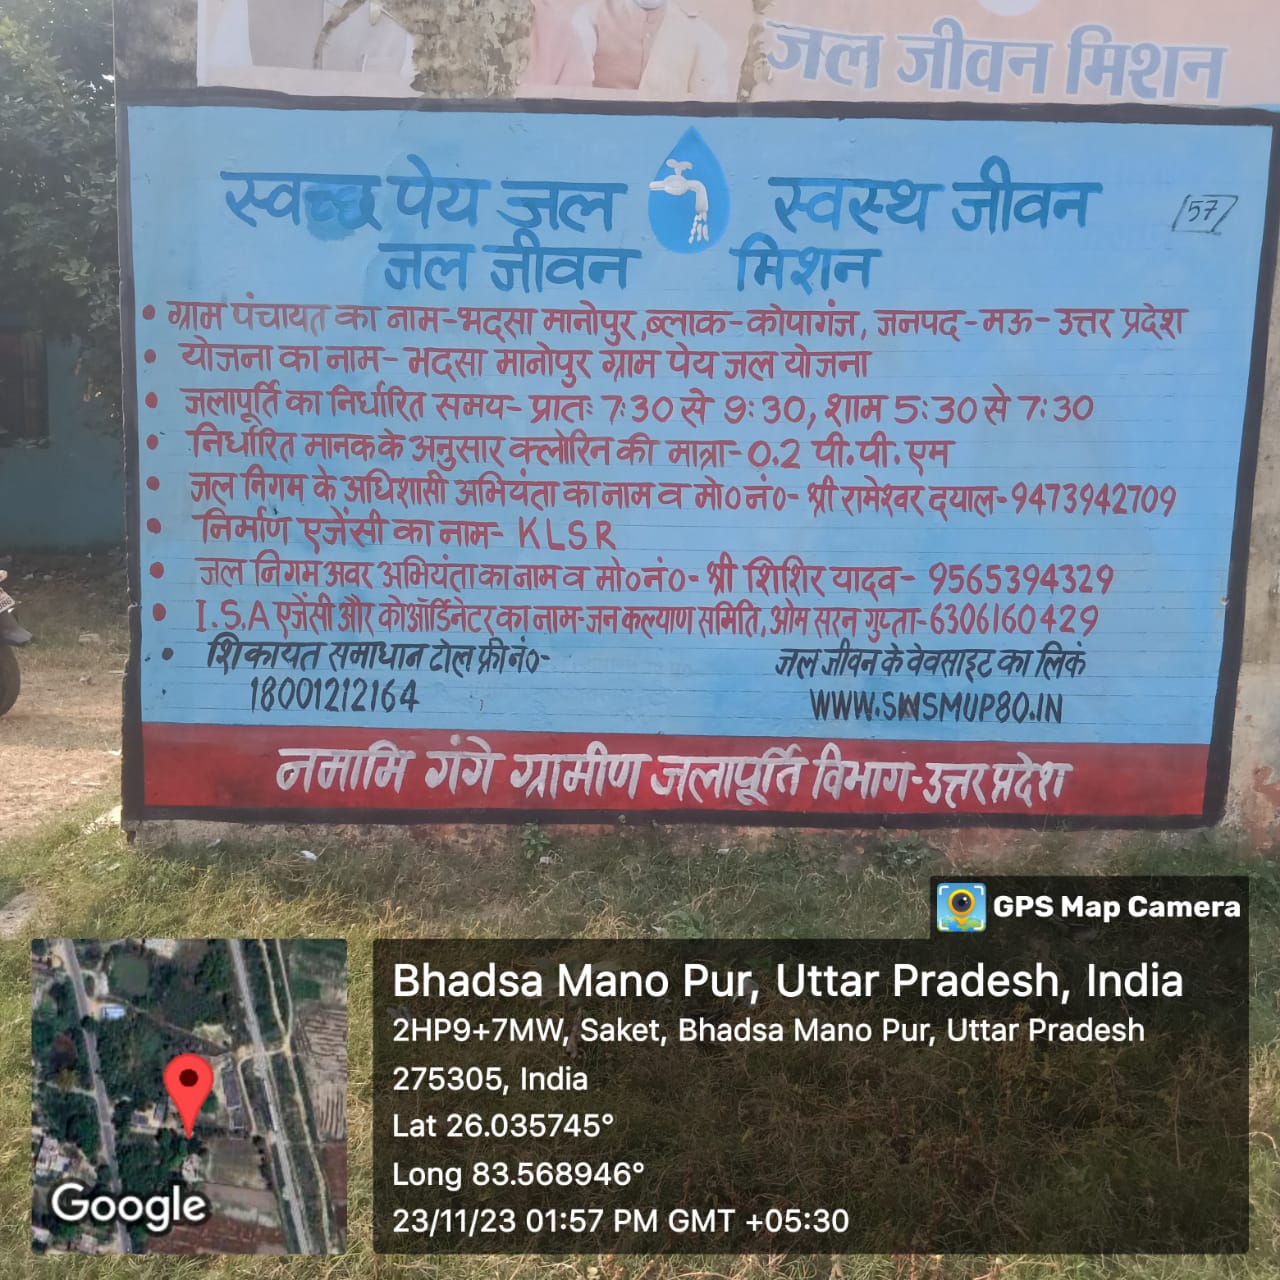 जल जीवन मिशन
स्वच्छ पेय जल स्वस्थ जीवन
57
जल जीवन मिशन
• ग्राम पंचायत का नाम-भदसा मानोपुर, ब्लाक-कोपागंज, जनपद-मऊ-उत्तर प्रदेश
• योजना का नाम- भदसा मानोपुर ग्राम पेय जल योजना
• जलापूर्ति का निर्धारित समय- प्रातः 7:30 से 9:30, शाम 5:30 से 7:30
• निर्धारित मानक के अनुसार क्लोरिन की मात्रा- 0.2 पी.पी.एम
• जल निगम के अधिशासी अभियंता का नाम व मो0 नं0- श्री रामेश्वर दयाल-9473942709
• निर्माण एजेंसी का नाम- KLSR
• जल निगम अवर अभियंता का नाम व मो0 नं0- श्री शिशिर यादव- 9565394329
• I.S.A एजेंसी और कोऑर्डिनेटर का नाम-जन कल्याण समिति, ओम सरन गुप्ता-6306160429
• शिकायत समाधान टोल फ्री नं0- जल जीवन के वेवसाइट का लिकं
18001212164 WWW.SWSMUP80.IN
नमामि गंगे ग्रामीण जलापूर्ति विभाग-उत्तर प्रदेश
GPS Map Camera
Bhadsa Mano Pur, Uttar Pradesh, India
2HP9+7MW, Saket, Bhadsa Mano Pur, Uttar Pradesh
275305, India
Lat 26.035745°
Long 83.568946°
23/11/23 01:57 PM GMT +05:30
Google